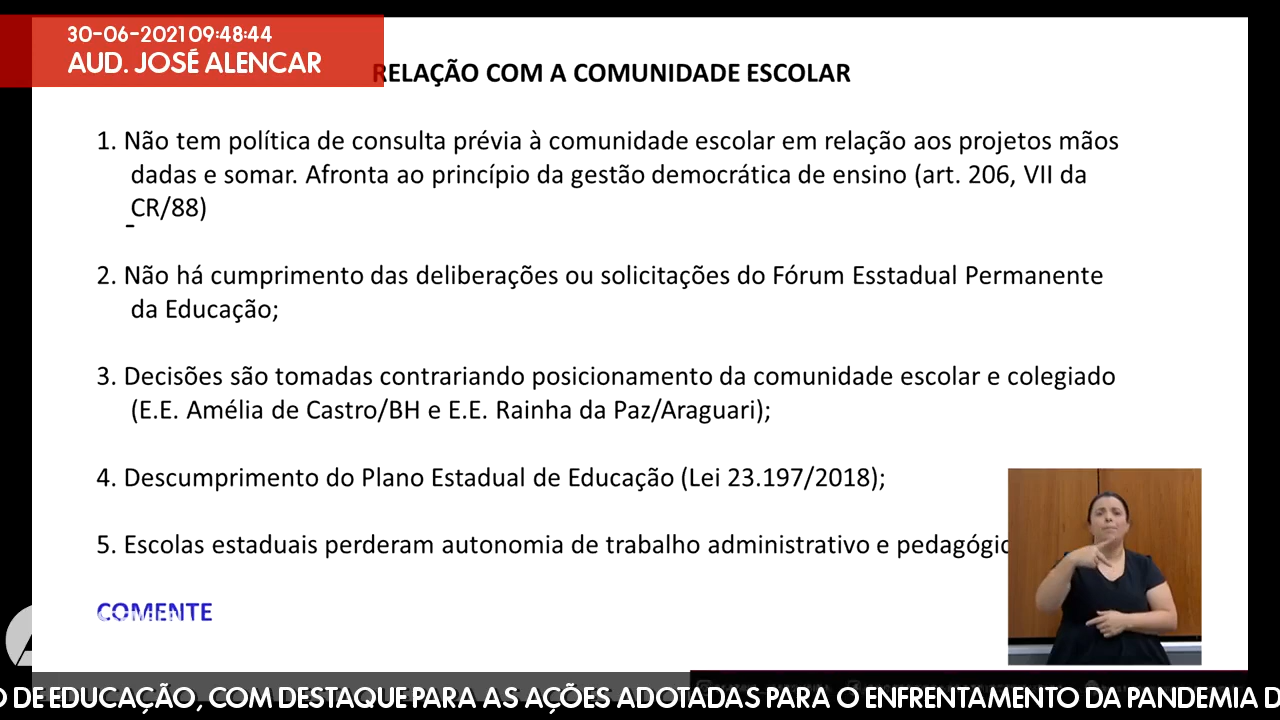 30-06-2021 09:48:44
AUD. JOSÉ ALENCAR
RELAÇÃO COM A COMUNIDADE ESCOLAR
1. Não tem política de consulta prévia à comunidade escolar em relação aos projetos mãos
dadas e somar. Afronta ao princípio da gestão democrática de ensino (art. 206, VII da
CR/88)
2. Não há cumprimento das deliberações ou solicitações do Fórum Esstadual Permanente
da Educação;
3. Decisões são tomadas contrariando posicionamento da comunidade escolar e colegiado
(E.E. Amélia de Castro/BH e E.E. Rainha da Paz/Araguari);
4. Descumprimento do Plano Estadual de Educação (Lei 23.197/2018);
5. Escolas estaduais perderam autonomia de trabalho administrativo e pedagógic
COMENTE
O DE EDUCAÇÃO, COM DESTAQUE PARA AS AÇÕES ADOTADAS PARA O ENFRENTAMENTO DA PANDEMIA D